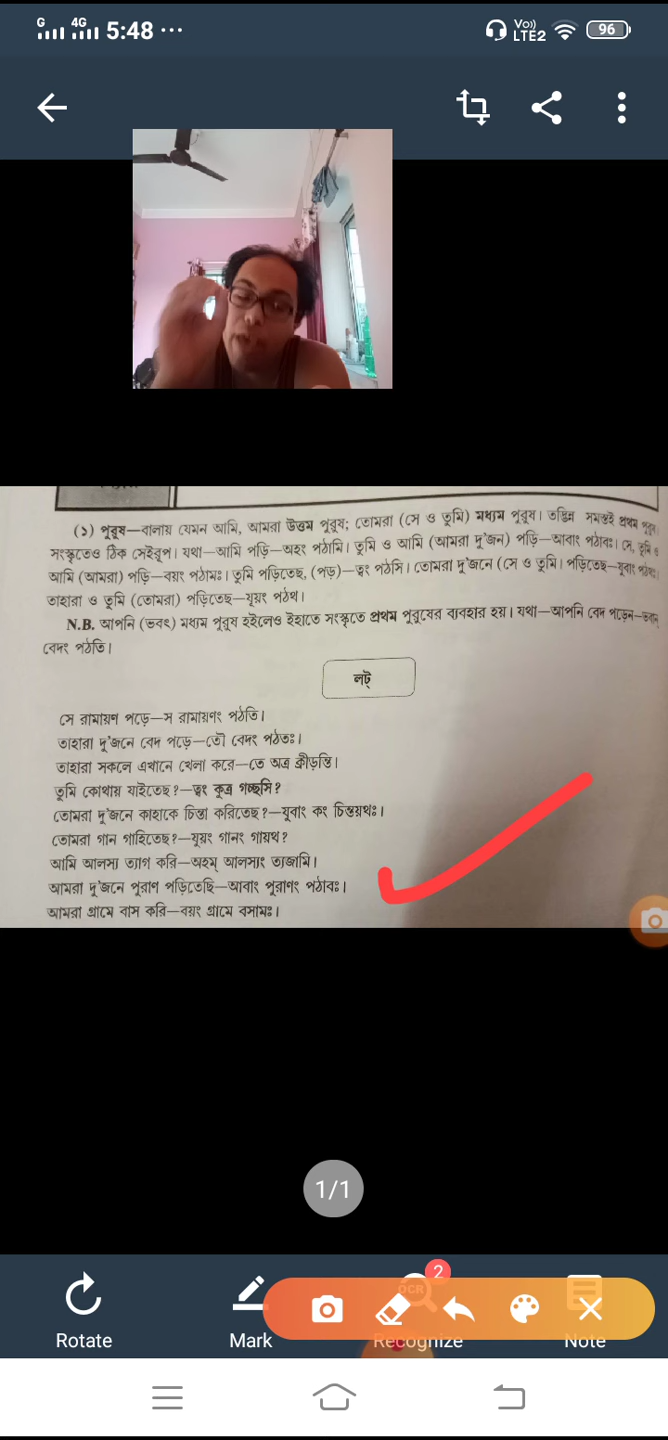 G 4G 5:48 ... Vo)) LTE2 96
(১) পুরুষ—বালায় যেমন আমি, আমরা উত্তম পুরুষ; তোমরা (সে ও তুমি) মধ্যম পুরুষ। তদ্ভিন্ন সমস্তই প্রথম পুরুষ
সংস্কৃতেও ঠিক সেইরূপ। যথা—আমি পড়ি—অহং পঠামি। তুমি ও আমি (আমরা দু'জন) পড়ি—আবাং পঠাবঃ। সে, তুমি ও
আমি (আমরা) পড়ি—বয়ং পঠামঃ। তুমি পড়িতেছ, (পড়)—ত্বং পঠসি। তোমরা দু'জনে (সে ও তুমি। পড়িতেছ—যুবাং পঠথঃ
তাহারা ও তুমি (তোমরা) পড়িতেছ—যূয়ং পঠথ।
N.B. আপনি (ভবৎ) মধ্যম পুরুষ হইলেও ইহাতে সংস্কৃতে প্রথম পুরুষের ব্যবহার হয়। যথা—আপনি বেদ পড়েন—ভবান্
বেদং পঠতি।
লট্
সে রামায়ণ পড়ে—স রামায়ণং পঠতি।
তাহারা দু'জনে বেদ পড়ে—তৌ বেদং পঠতঃ।
তাহারা সকলে এখানে খেলা করে—তে অত্র ক্রীড়ন্তি।
তুমি কোথায় যাইতেছ?—ত্বং কুত্র গচ্ছসি?
তোমরা দু'জনে কাহাকে চিন্তা করিতেছ?—যুবাং কং চিন্তয়থঃ।
তোমরা গান গাহিতেছ?—যুয়ং গানং গায়থ?
আমি আলস্য ত্যাগ করি—অহম্ আলস্যং ত্যজামি।
আমরা দু'জনে পুরাণ পড়িতেছি—আবাং পুরাণং পঠাবঃ।
আমরা গ্রামে বাস করি—বয়ং গ্রামে বসামঃ।
1/1
2
OCR
Rotate Mark Recognize Note